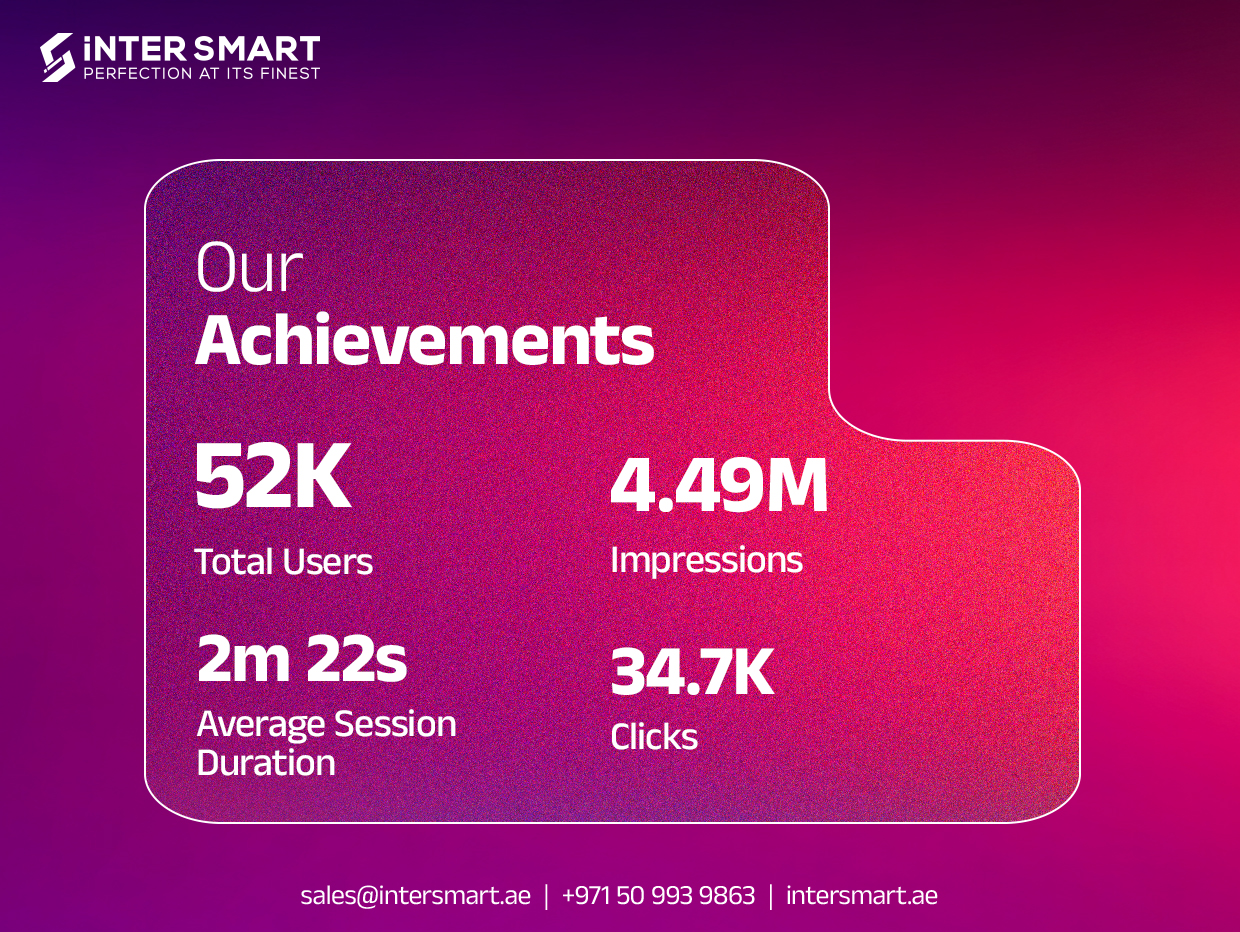 iNTER SMART
PERFECTION AT ITS FINEST
Our
Achievements
52K
Total Users
4.49M
Impressions
2m 22s
Average Session
Duration
34.7K
Clicks
sales@intersmart.ae | +971 50 993 9863 | intersmart.ae